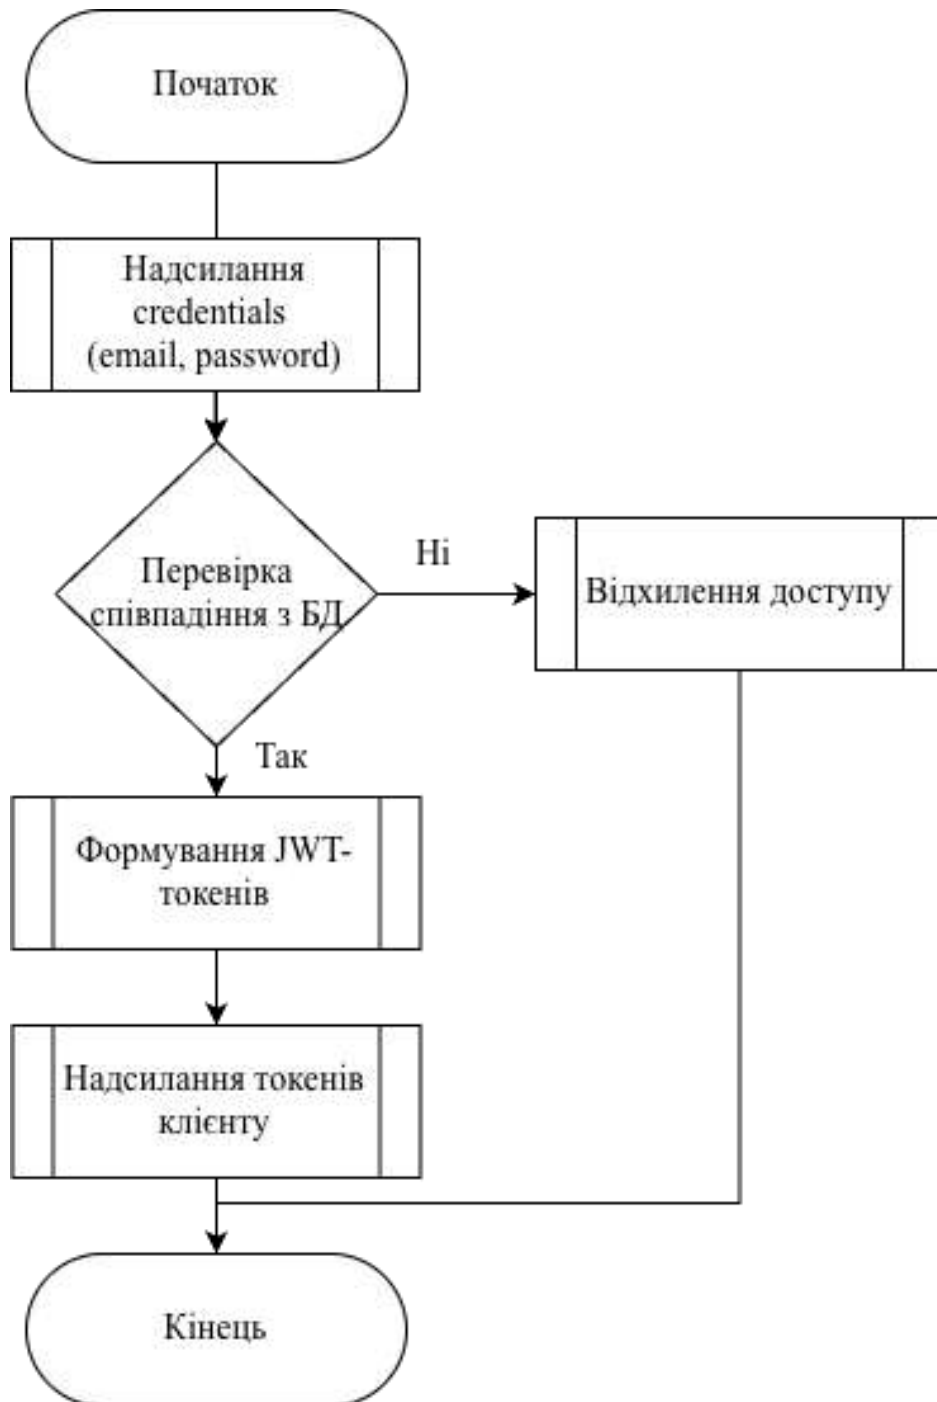 Початок
Надсилання
credentials
(email, password)
Перевірка
співпадіння з БД
Ні
Відхилення доступу
Так
Формування JWT-
токенів
Надсилання токенів
клієнту
Кінець